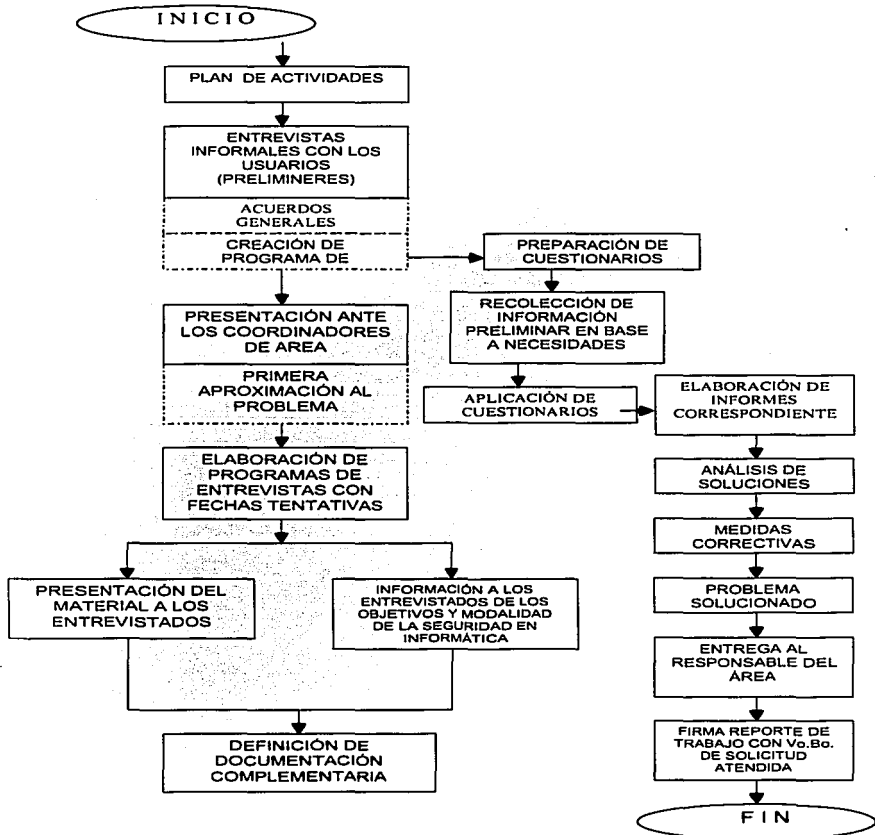 INICIO
PLAN DE ACTIVIDADES
ENTREVISTAS
INFORMALES CON LOS
USUARIOS
(PRELIMINERES)
ACUERDOS
GENERALES
CREACIÓN DE
PROGRAMA DE
PRESENTACIÓN ANTE
LOS COORDINADORES
DE AREA
PRIMERA
APROXIMACIÓN AL
PROBLEMA
ELABORACIÓN DE
PROGRAMAS DE
ENTREVISTAS CON
FECHAS TENTATIVAS
PRESENTACIÓN DEL
MATERIAL A LOS
ENTREVISTADOS
INFORMACIÓN A LOS
ENTREVISTADOS DE LOS
OBJETIVOS Y MODALIDAD
DE LA SEGURIDAD EN
INFORMÁTICA
DEFINICIÓN DE
DOCUMENTACIÓN
COMPLEMENTARIA
PREPARACIÓN DE
CUESTIONARIOS
RECOLECCIÓN DE
INFORMACIÓN
PRELIMINAR EN BASE
A NECESIDADES
APLICACIÓN DE
CUESTIONARIOS
ELABORACIÓN DE
INFORMES
CORRESPONDIENTE
ANÁLISIS DE
SOLUCIONES
MEDIDAS
CORRECTIVAS
PROBLEMA
SOLUCIONADO
ENTREGA AL
RESPONSABLE DEL
ÁREA
FIRMA REPORTE DE
TRABAJO CON Vo.Bo.
DE SOLICITUD
ATENDIDA
FIN